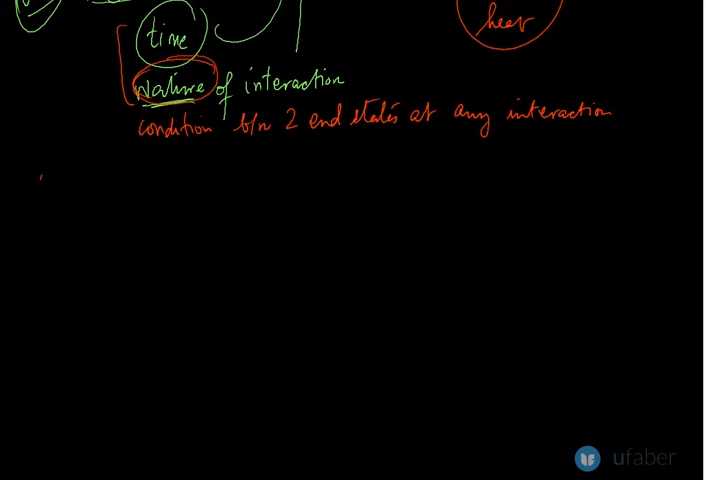 heat
time
Nature of interaction
condition b/n 2 end states at any interaction
ufaber